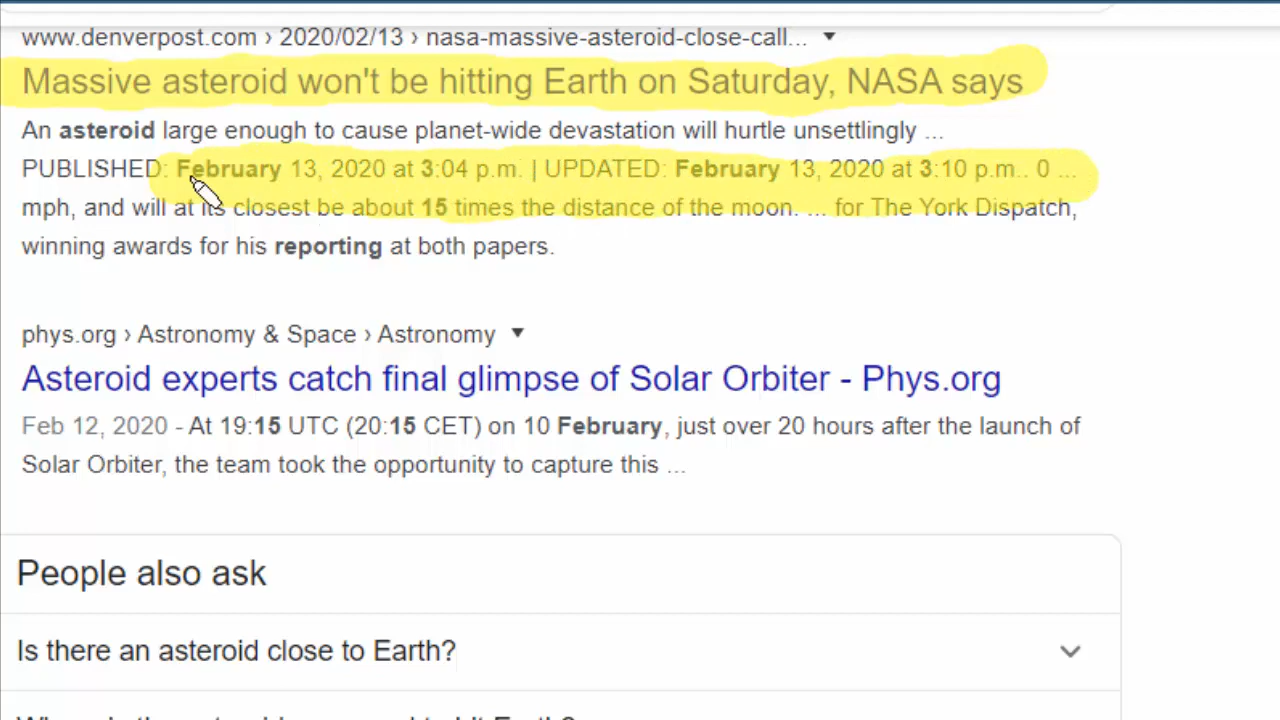 www.denverpost.com › 2020/02/13 › nasa-massive-asteroid-close-call...
Massive asteroid won't be hitting Earth on Saturday, NASA says
An asteroid large enough to cause planet-wide devastation will hurtle unsettlingly ...
PUBLISHED: February 13, 2020 at 3:04 p.m. | UPDATED: February 13, 2020 at 3:10 p.m.. 0 ...
mph, and will at its closest be about 15 times the distance of the moon. ... for The York Dispatch,
winning awards for his reporting at both papers.
phys.org › Astronomy & Space › Astronomy
Asteroid experts catch final glimpse of Solar Orbiter - Phys.org
Feb 12, 2020 - At 19:15 UTC (20:15 CET) on 10 February, just over 20 hours after the launch of
Solar Orbiter, the team took the opportunity to capture this ...
People also ask
Is there an asteroid close to Earth?